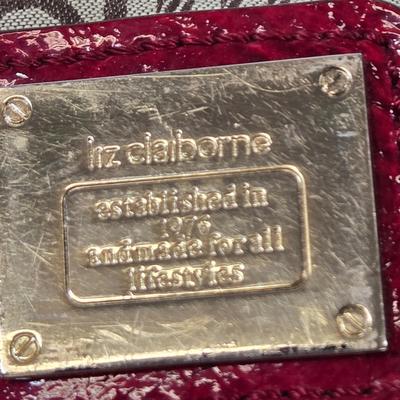 liz claiborne
established in
1976
and made for all
lifestyles